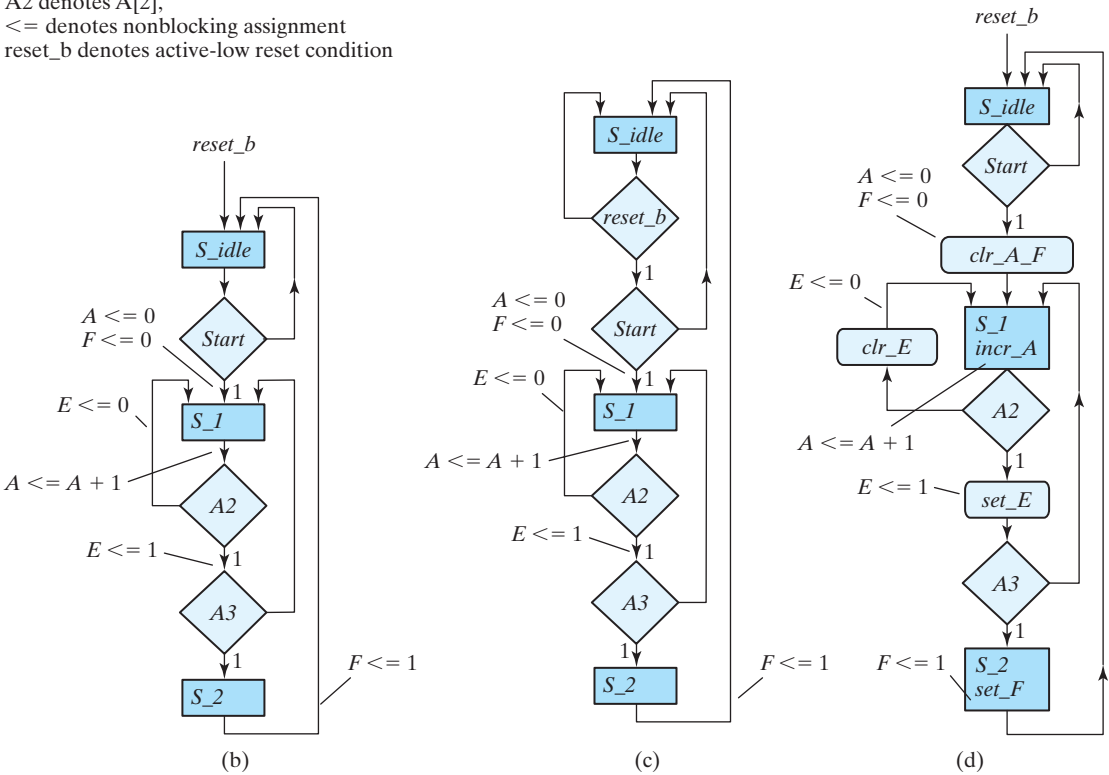 A2 denotes A[2],
<= denotes nonblocking assignment
reset_b denotes active-low reset condition
reset_b
S_idle
Start
A <= 0
F <= 0
1
E <= 0
S_1
A <= A + 1
A2
E <= 1
1
A3
1
S_2
F <= 1
(b)
S_idle
reset_b
1
A <= 0
F <= 0
Start
1
E <= 0
S_1
A <= A + 1
A2
E <= 1
1
A3
1
S_2
F <= 1
(c)
reset_b
S_idle
Start
A <= 0
F <= 0
1
clr_A_F
E <= 0
S_1
incr_A
clr_E
A2
A <= A + 1
1
E <= 1
set_E
A3
1
F <= 1
S_2
set_F
(d)